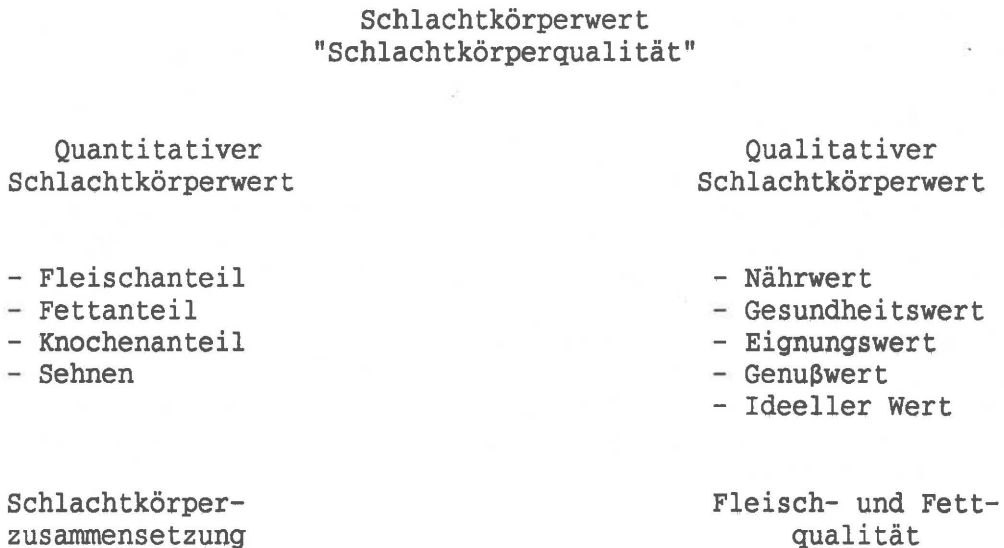 Schlachtkörperwert
"Schlachtkörperqualität"
Quantitativer
Schlachtkörperwert
- Fleischanteil
- Fettanteil
- Knochenanteil
- Sehnen
Schlachtkörper-
zusammensetzung
Qualitativer
Schlachtkörperwert
- Nährwert
- Gesundheitswert
- Eignungswert
- Genußwert
- Ideeller Wert
Fleisch- und Fett-
qualität